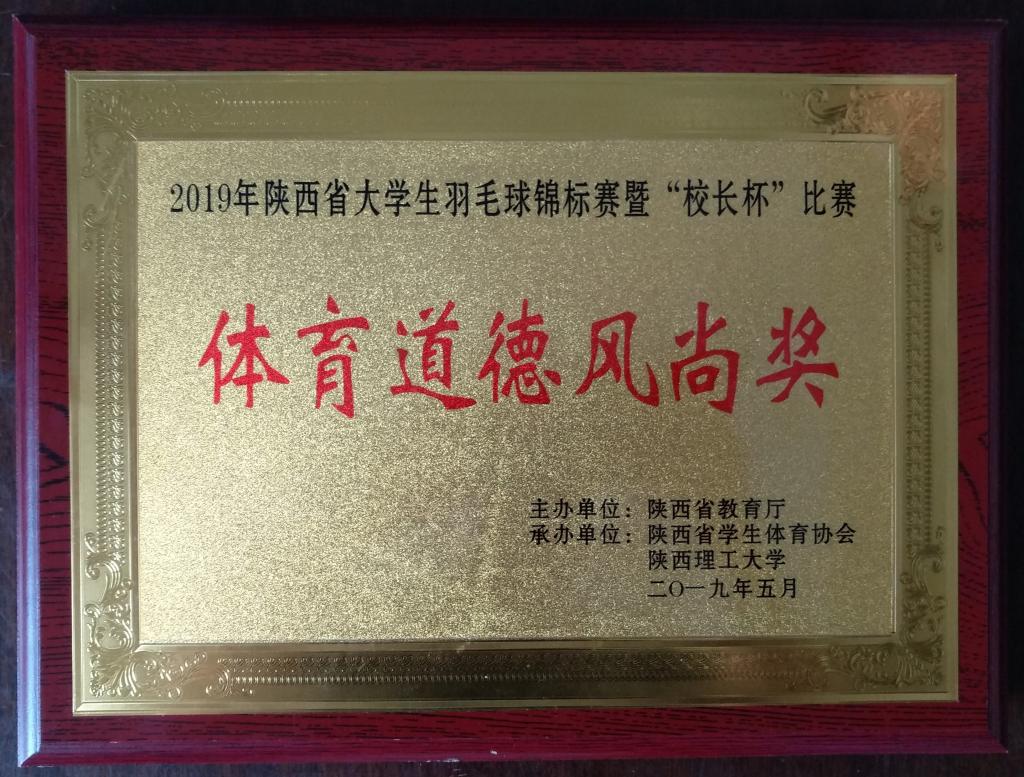 2019年陕西省大学生羽毛球锦标赛暨“校长杯”比赛
体育道德风尚奖
主办单位：陕西省教育厅
承办单位：陕西省学生体育协会
陕西理工大学
二〇一九年五月